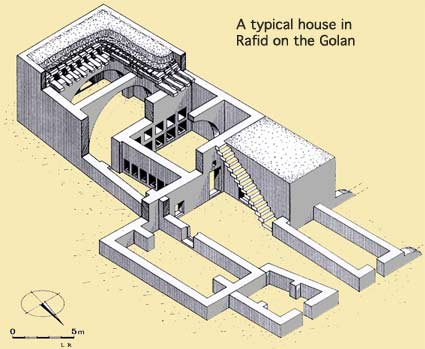 A typical house in
Rafid on the Golan
0 5m
L R